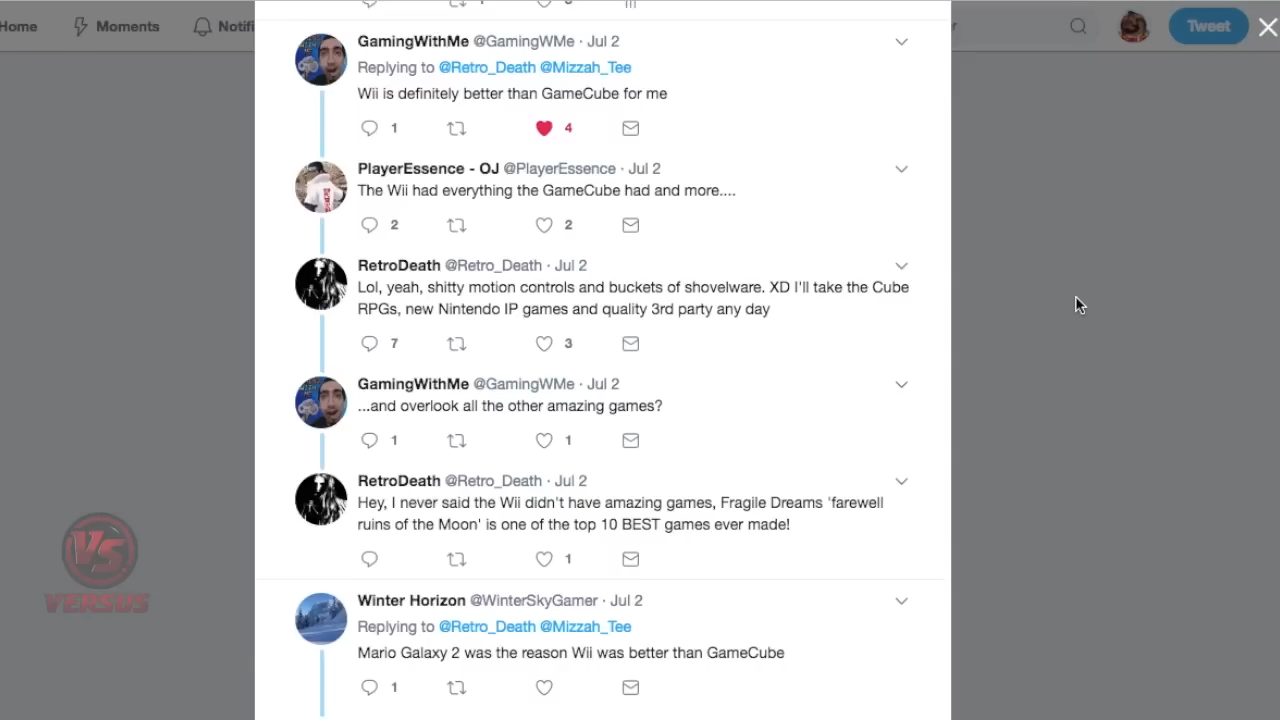 Home
Moments
Notifi
Tweet
GamingWithMe @GamingWMe · Jul 2
Replying to @Retro_Death @Mizzah_Tee
Wii is definitely better than GameCube for me
1 4
PlayerEssence - OJ @PlayerEssence · Jul 2
The Wii had everything the GameCube had and more....
2 2
RetroDeath @Retro_Death · Jul 2
Lol, yeah, shitty motion controls and buckets of shovelware. XD I'll take the Cube
RPGs, new Nintendo IP games and quality 3rd party any day
7 3
GamingWithMe @GamingWMe · Jul 2
...and overlook all the other amazing games?
1 1
RetroDeath @Retro_Death · Jul 2
Hey, I never said the Wii didn't have amazing games, Fragile Dreams 'farewell
ruins of the Moon' is one of the top 10 BEST games ever made!
1
VS
VERSUS
Winter Horizon @WinterSkyGamer · Jul 2
Replying to @Retro_Death @Mizzah_Tee
Mario Galaxy 2 was the reason Wii was better than GameCube
1